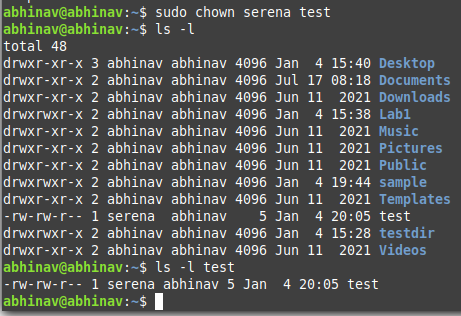 abhinav@abhinav:~$ sudo chown serena test
abhinav@abhinav:~$ ls -l
total 48
drwxr-xr-x 3 abhinav abhinav 4096 Jan  4 15:40 Desktop
drwxr-xr-x 2 abhinav abhinav 4096 Jul 17 08:18 Documents
drwxr-xr-x 2 abhinav abhinav 4096 Jun 11  2021 Downloads
drwxrwxr-x 2 abhinav abhinav 4096 Jan  4 15:38 Lab1
drwxr-xr-x 2 abhinav abhinav 4096 Jun 11  2021 Music
drwxr-xr-x 2 abhinav abhinav 4096 Jun 11  2021 Pictures
drwxr-xr-x 2 abhinav abhinav 4096 Jun 11  2021 Public
drwxrwxr-x 2 abhinav abhinav 4096 Jan  4 19:44 sample
drwxr-xr-x 2 abhinav abhinav 4096 Jun 11  2021 Templates
-rw-rw-r-- 1 serena  abhinav    5 Jan  4 20:05 test
drwxrwxr-x 2 abhinav abhinav 4096 Jan  4 15:28 testdir
drwxr-xr-x 2 abhinav abhinav 4096 Jun 11  2021 Videos
abhinav@abhinav:~$ ls -l test
-rw-rw-r-- 1 serena abhinav 5 Jan  4 20:05 test
abhinav@abhinav:~$